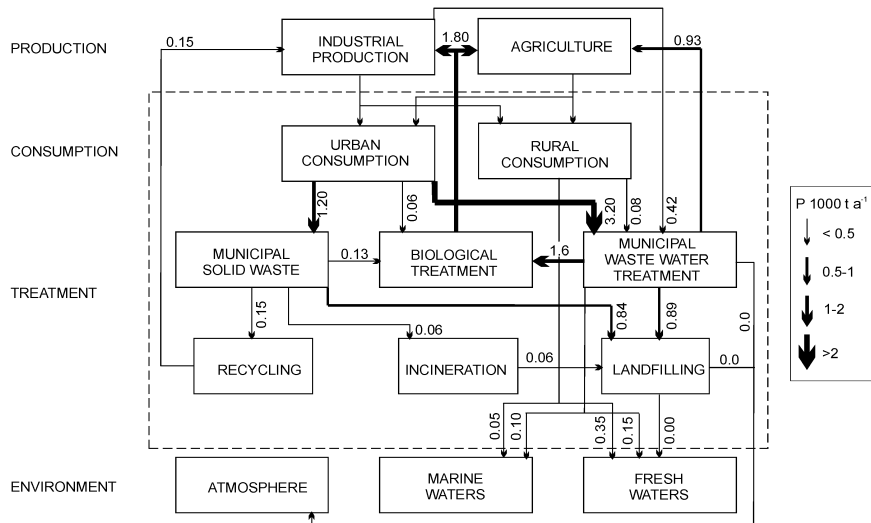 PRODUCTION
0.15
INDUSTRIAL
PRODUCTION
1.80
AGRICULTURE
0.93
CONSUMPTION
URBAN
CONSUMPTION
RURAL
CONSUMPTION
1.20
0.06
3.20
0.08
0.42
P 1000 t a-1
< 0.5
0.5-1
1-2
>2
TREATMENT
MUNICIPAL
SOLID WASTE
0.13
BIOLOGICAL
TREATMENT
1.6
MUNICIPAL
WASTE WATER
TREATMENT
0.15
0.06
0.84
0.89
0.0
RECYCLING
INCINERATION
0.06
LANDFILLING
0.0
0.05
0.10
0.35
0.15
0.00
ENVIRONMENT
ATMOSPHERE
MARINE
WATERS
FRESH
WATERS